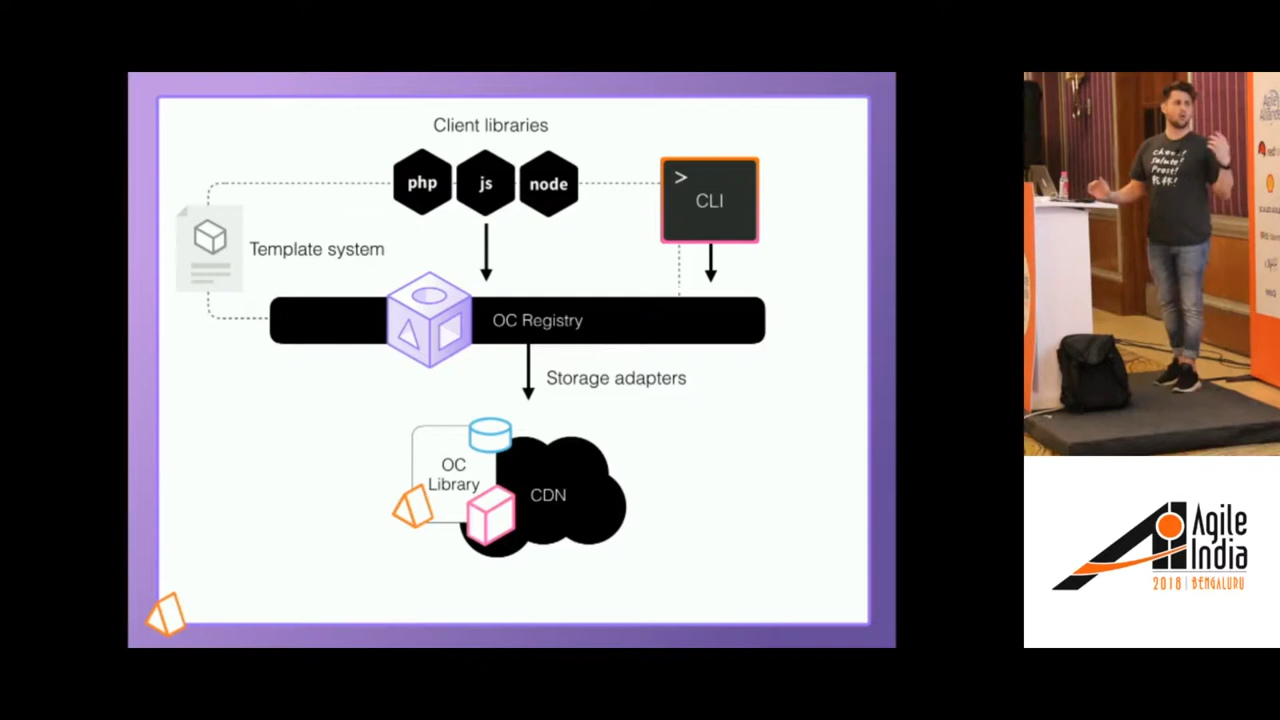 Client libraries
php
js
node
>
CLI
Template system
OC Registry
Storage adapters
OC
Library
CDN
Agile
India
2018 | BENGALURU